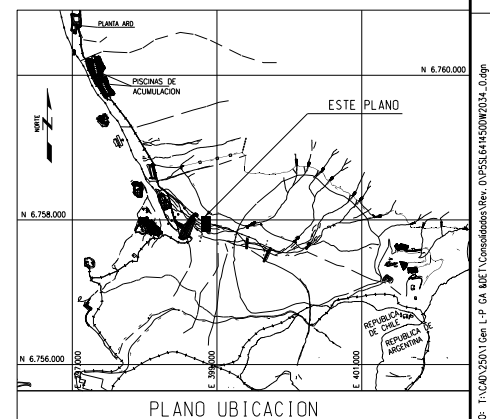 PLANTA ARD
N 6.760.000
PISCINAS DE
ACUMULACION
NORTE
ESTE PLANO
N 6.758.000
REPUBLICA
DE CHILE
REPUBLICA DE
ARGENTINA
N 6.756.000
E 397.000
E 399.000
E 401.000
PLANO UBICACION